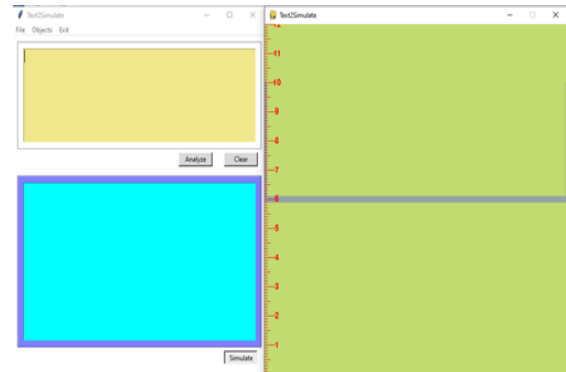 Text2Simulate
File Objects Exit
Analyze Clear
Simulate
Text2Simulate
12
11
10
9
8
7
6
5
4
3
2
1